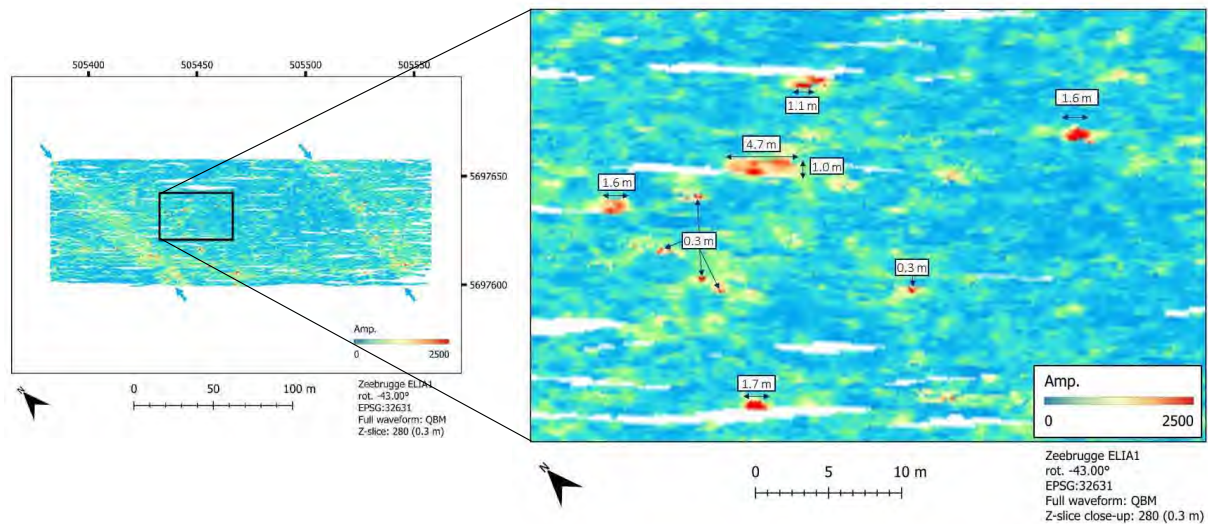 505400 505450 505500 505550
5697650
5697600
Amp.
0 2500
0 50 100 m
N
Zeebrugge ELIA1
rot. -43.00°
EPSG:32631
Full waveform: QBM
Z-slice: 280 (0.3 m)
1.1 m
1.6 m
4.7 m
1.0 m
1.6 m
0.3 m
0.3 m
1.7 m
Amp.
0 2500
0 5 10 m
N
Zeebrugge ELIA1
rot. -43.00°
EPSG:32631
Full waveform: QBM
Z-slice close-up: 280 (0.3 m)